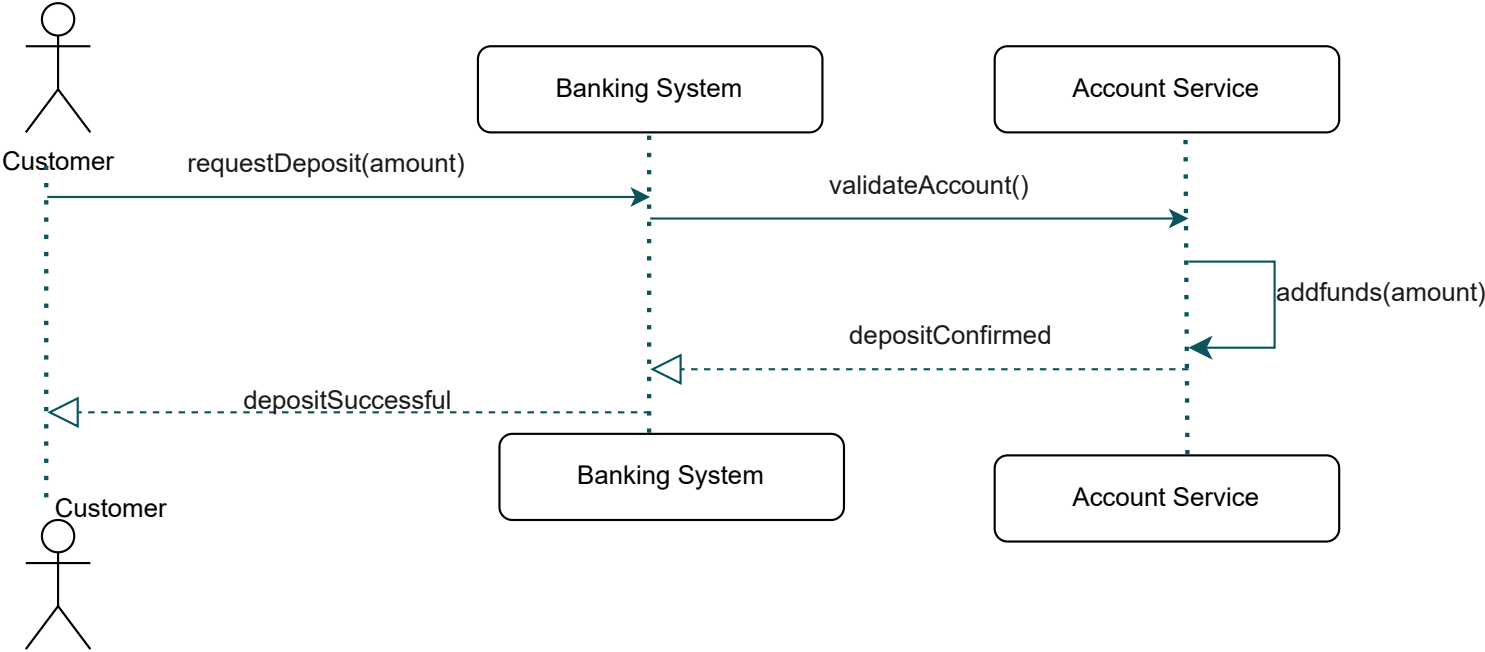 Banking System
Account Service
Customer
requestDeposit(amount)
validateAccount()
addfunds(amount)
depositConfirmed
depositSuccessful
Banking System
Account Service
Customer